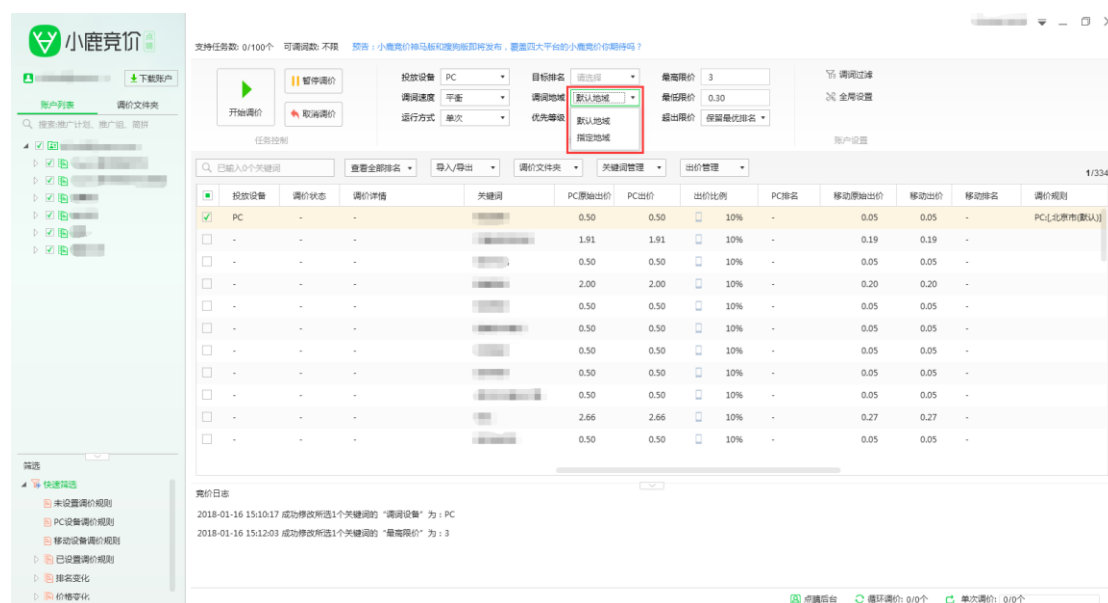 小鹿竞价
点睛
支持任务数: 0/100个 可调词数: 不限 预告：小鹿竞价神马版和搜狗版即将发布，覆盖四大平台的小鹿竞价你期待吗？
下载账户
账户列表 调价文件夹
搜索:推广计划、推广组、简拼
开始调价
暂停调价
取消调价
任务控制
投放设备 PC
调词速度 平衡
运行方式 单次
目标排名 请选择
调词地域 默认地域
优先等级
默认地域
指定地域
最高限价 3
最低限价 0.30
超出限价 保留最优排名
调词过滤
全局设置
账户设置
已输入0个关键词 查看全部排名 导入/导出 调价文件夹 关键词管理 出价管理
1/334
投放设备 调价状态 调价详情 关键词 PC原始出价 PC出价 出价比例 PC排名 移动原始出价 移动出价 移动排名 调价规则
PC - - 0.50 0.50 10% - 0.05 0.05 - PC:[,北京市(默认)]
- - - 1.91 1.91 10% - 0.19 0.19 -
- - - 0.50 0.50 10% - 0.05 0.05 -
- - - 2.00 2.00 10% - 0.20 0.20 -
- - - 0.50 0.50 10% - 0.05 0.05 -
- - - 0.50 0.50 10% - 0.05 0.05 -
- - - 0.50 0.50 10% - 0.05 0.05 -
- - - 0.50 0.50 10% - 0.05 0.05 -
- - - 0.50 0.50 10% - 0.05 0.05 -
- - - 2.66 2.66 10% - 0.27 0.27 -
- - - 0.50 0.50 10% - 0.05 0.05 -
筛选
快速筛选
未设置调价规则
PC设备调价规则
移动设备调价规则
已设置调价规则
排名变化
价格变化
竞价日志
2018-01-16 15:10:17 成功修改所选1个关键词的“调词设备”为：PC
2018-01-16 15:12:03 成功修改所选1个关键词的“最高限价”为：3
点睛后台 循环调价: 0/0个 单次调价: 0/0个